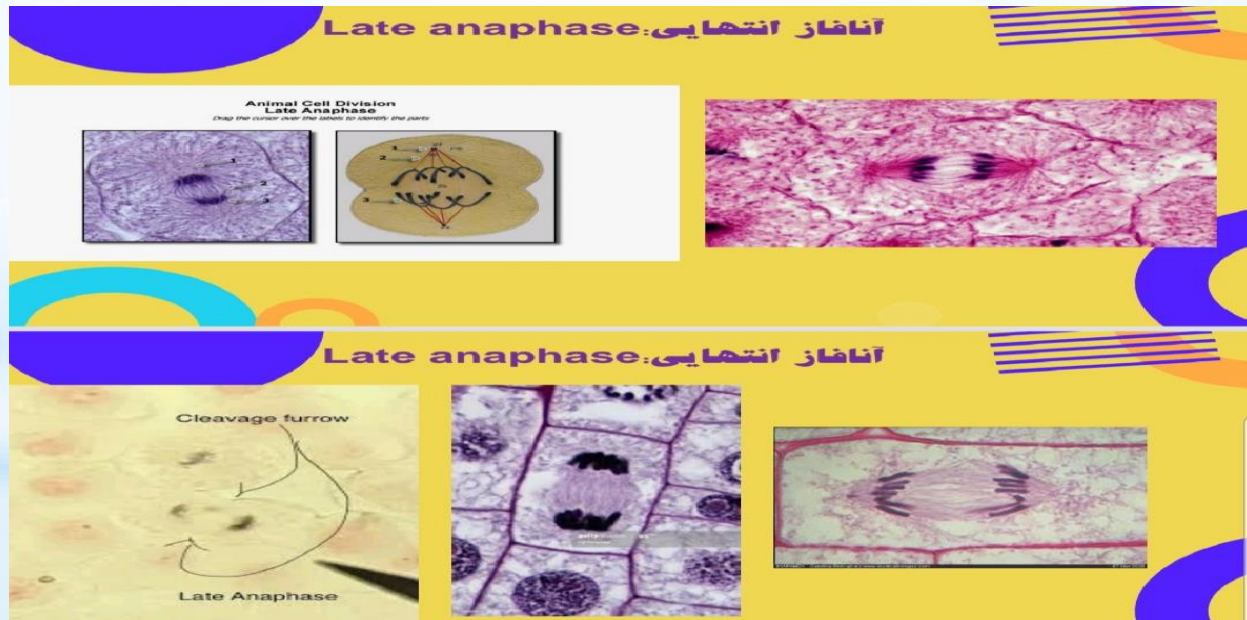 Late anaphase:آنافاز انتهایی
Animal Cell Division
Late Anaphase
Drag the cursor over the labels to identify the parts
1
2
3
1
2
3
Late anaphase:آنافاز انتهایی
Cleavage furrow
Late Anaphase